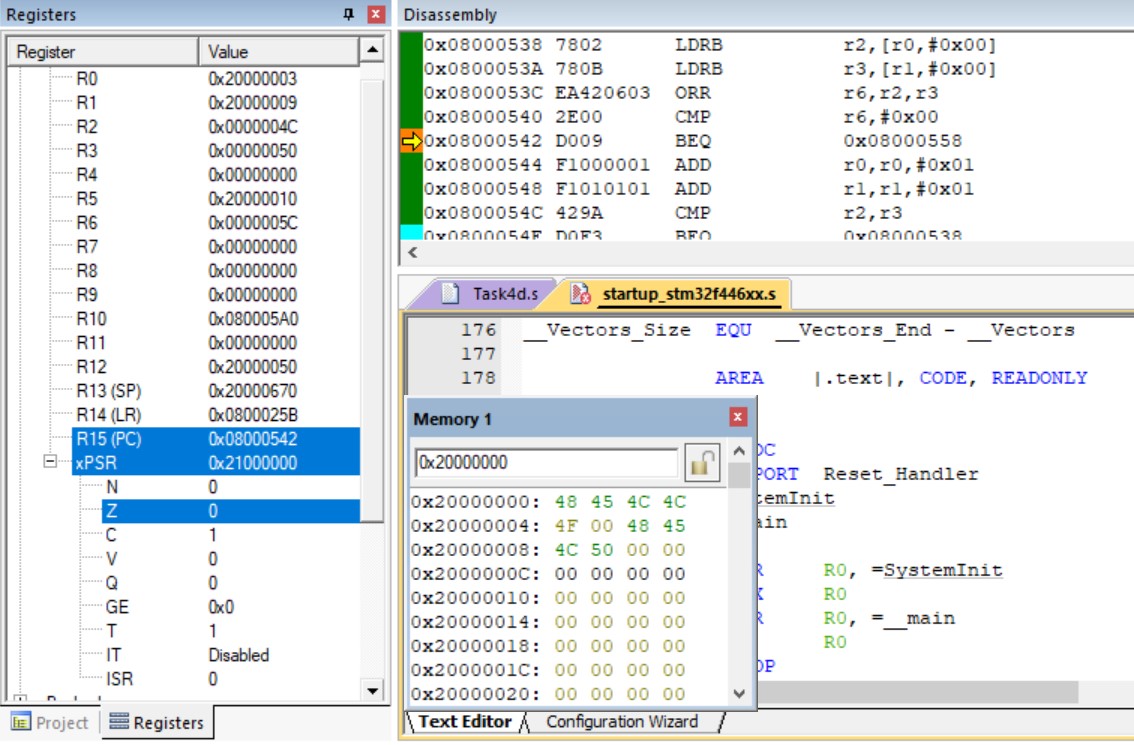 Registers
Register Value
R0 0x20000003
R1 0x20000009
R2 0x0000004C
R3 0x00000050
R4 0x00000000
R5 0x20000010
R6 0x0000005C
R7 0x00000000
R8 0x00000000
R9 0x00000000
R10 0x080005A0
R11 0x00000000
R12 0x20000050
R13 (SP) 0x20000670
R14 (LR) 0x0800025B
R15 (PC) 0x08000542
xPSR 0x21000000
N 0
Z 0
C 1
V 0
Q 0
GE 0x0
T 1
IT Disabled
ISR 0
Project Registers
Disassembly
0x08000538 7802 LDRB r2,[r0,#0x00]
0x0800053A 780B LDRB r3,[r1,#0x00]
0x0800053C EA420603 ORR r6,r2,r3
0x08000540 2E00 CMP r6,#0x00
0x08000542 D009 BEQ 0x08000558
0x08000544 F1000001 ADD r0,r0,#0x01
0x08000548 F1010101 ADD r1,r1,#0x01
0x0800054C 429A CMP r2,r3
0x0800054E D0F3 BEQ 0x08000538
Task4d.s startup_stm32f446xx.s
176 __Vectors_Size EQU __Vectors_End - __Vectors
177
178 AREA |.text|, CODE, READONLY
OC
PORT Reset_Handler
temInit
ain
R R0, =SystemInit
X R0
R R0, =__main
R0
OP
Memory 1
0x20000000
0x20000000: 48 45 4C 4C
0x20000004: 4F 00 48 45
0x20000008: 4C 50 00 00
0x2000000C: 00 00 00 00
0x20000010: 00 00 00 00
0x20000014: 00 00 00 00
0x20000018: 00 00 00 00
0x2000001C: 00 00 00 00
0x20000020: 00 00 00 00
Text Editor Configuration Wizard